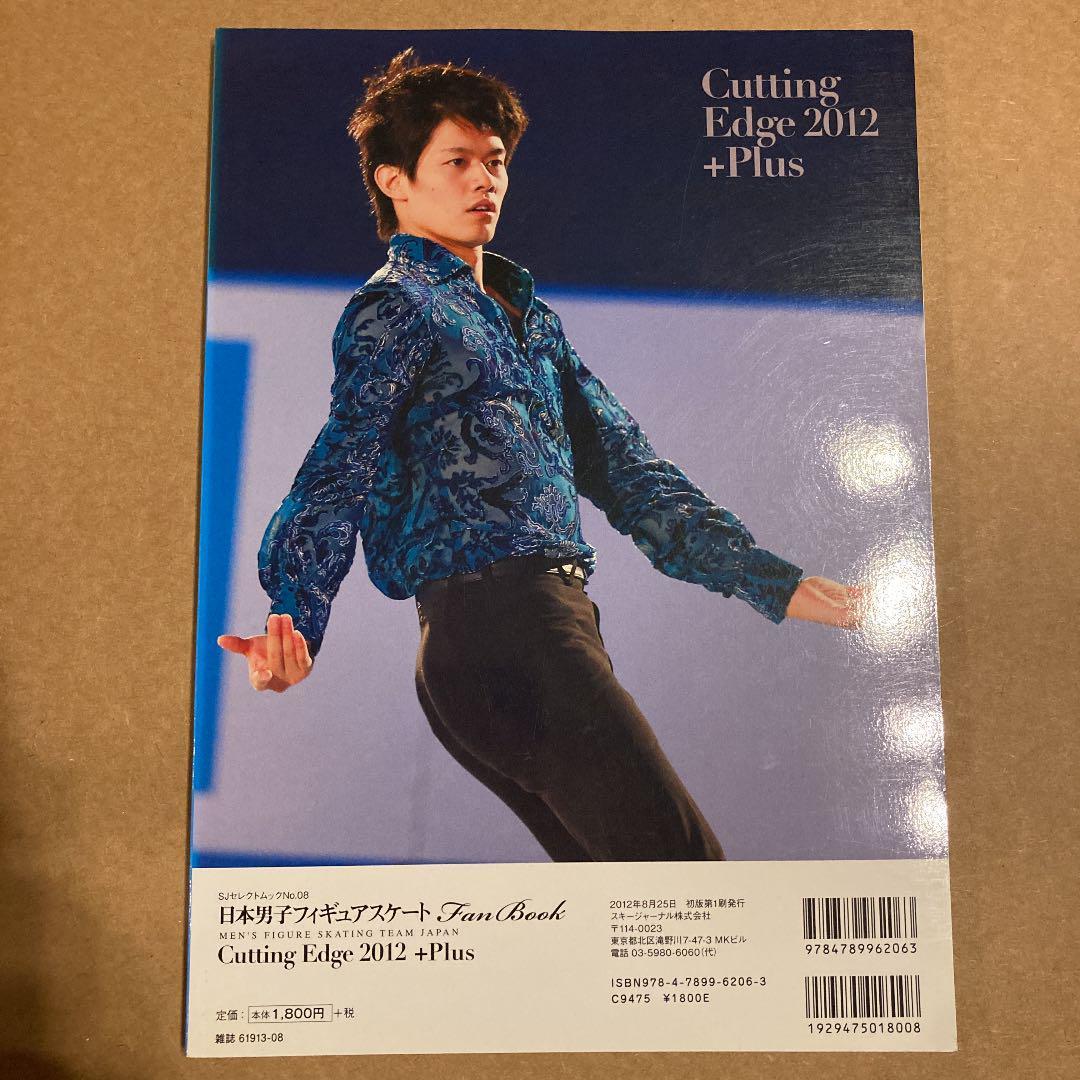 Cutting
Edge 2012
+Plus
SJセレクトムックNo.08
日本男子フィギュアスケート Fan Book
MEN'S FIGURE SKATING TEAM JAPAN
Cutting Edge 2012 +Plus
定価：本体1,800円+税
雑誌 61913-08
2012年8月25日 初版第1刷発行
スキージャーナル株式会社
〒114-0023
東京都北区滝野川7-47-3 MKビル
電話 03-5980-6060(代)
ISBN978-4-7899-6206-3
C9475 ¥1800E
9784789962063
1929475018008